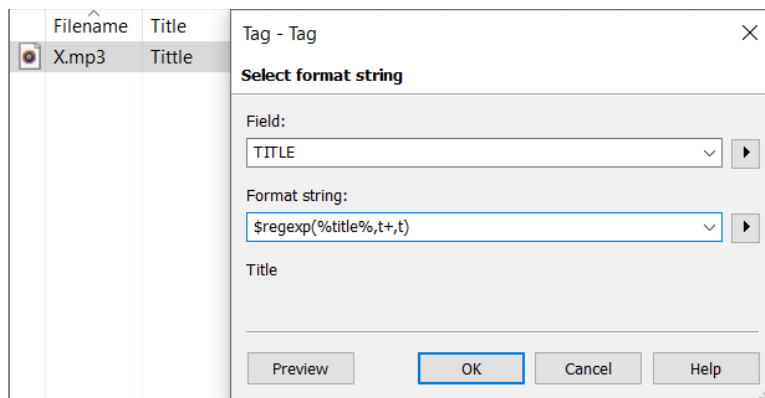 Filename Title
X.mp3 Tittle
Tag - Tag
Select format string
Field:
TITLE
Format string:
$regexp(%title%,t+,t)
Title
Preview OK Cancel Help